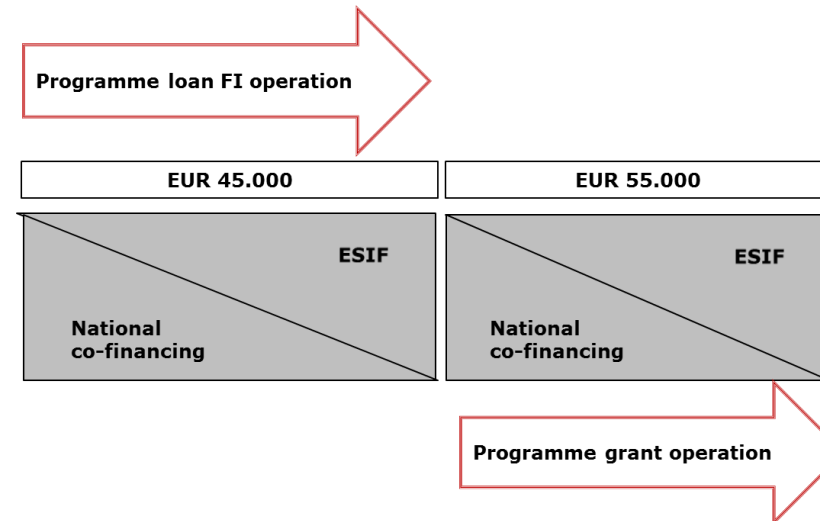 Programme loan FI operation
EUR 45.000
EUR 55.000
ESIF
ESIF
National
co-financing
National
co-financing
Programme grant operation